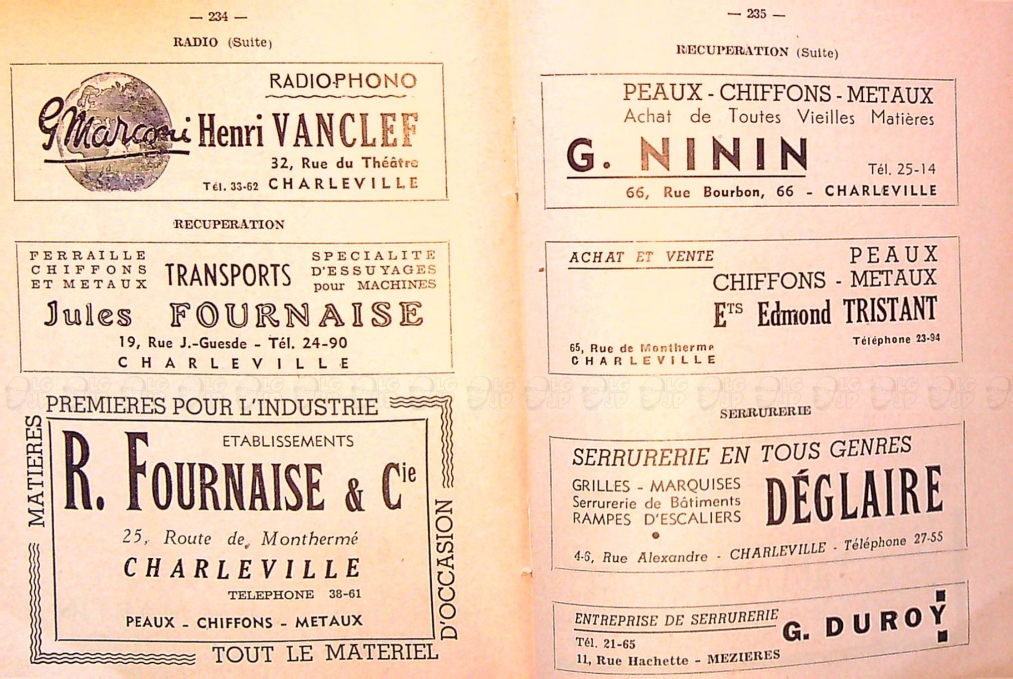 — 234 —
RADIO (Suite)
G Marconi
RADIO-PHONO
Henri VANCLEF
32, Rue du Théâtre
Tél. 33-62 CHARLEVILLE
RECUPERATION
FERRAILLE
CHIFFONS
ET METAUX
TRANSPORTS
SPECIALITE
D'ESSUYAGES
pour MACHINES
Jules FOURNAISE
19, Rue J.-Guesde - Tél. 24-90
CHARLEVILLE
MATIERES
PREMIERES POUR L'INDUSTRIE
ETABLISSEMENTS
R. FOURNAISE & Cie
25, Route de Monthermé
CHARLEVILLE
TELEPHONE 38-61
PEAUX - CHIFFONS - METAUX
TOUT LE MATERIEL
D'OCCASION
— 235 —
RECUPERATION (Suite)
PEAUX - CHIFFONS - METAUX
Achat de Toutes Vieilles Matières
G. NININ
Tél. 25-14
66, Rue Bourbon, 66 - CHARLEVILLE
ACHAT ET VENTE
PEAUX
CHIFFONS - METAUX
ETS Edmond TRISTANT
Téléphone 23-94
65, Rue de Montherme
CHARLEVILLE
SERRURERIE
SERRURERIE EN TOUS GENRES
GRILLES - MARQUISES
Serrurerie de Bâtiments
RAMPES D'ESCALIERS
DÉGLAIRE
4-6, Rue Alexandre - CHARLEVILLE - Téléphone 27-55
ENTREPRISE DE SERRURERIE
G. DUROY
Tél. 21-65
11, Rue Hachette - MEZIERES